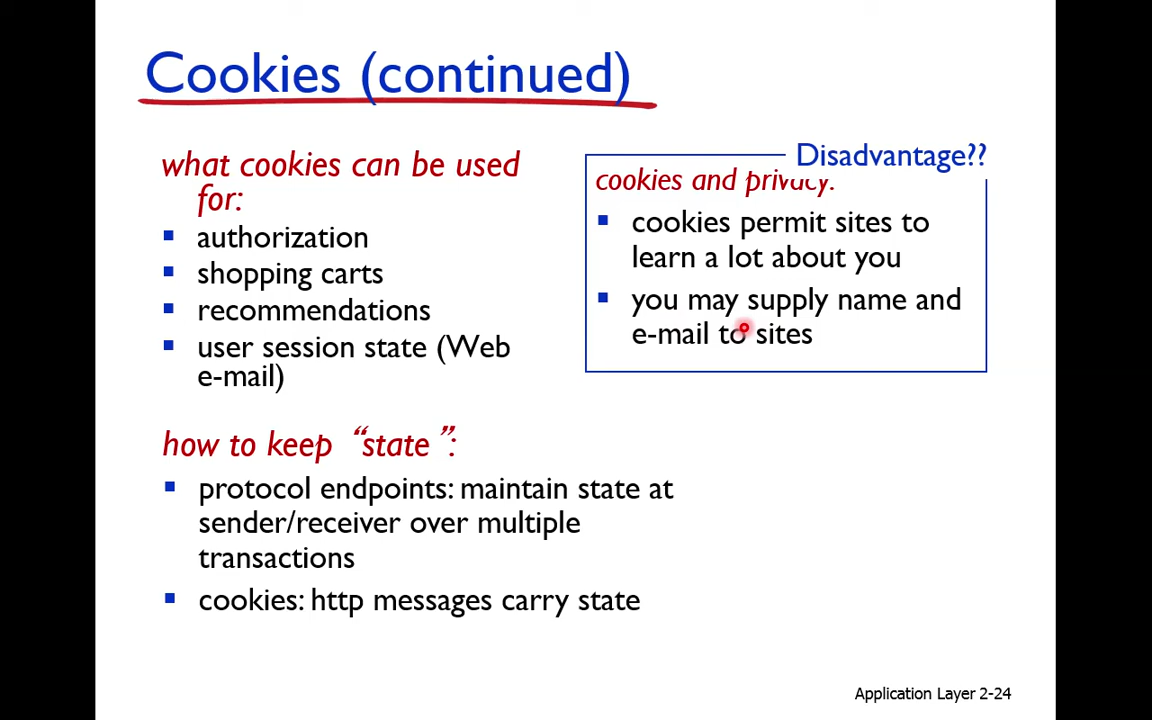 Cookies (continued)
what cookies can be used
for:
▪ authorization
▪ shopping carts
▪ recommendations
▪ user session state (Web
e-mail)
Disadvantage??
cookies and privacy:
▪ cookies permit sites to
learn a lot about you
▪ you may supply name and
e-mail to sites
how to keep “state”:
▪ protocol endpoints: maintain state at
sender/receiver over multiple
transactions
▪ cookies: http messages carry state
Application Layer 2-24